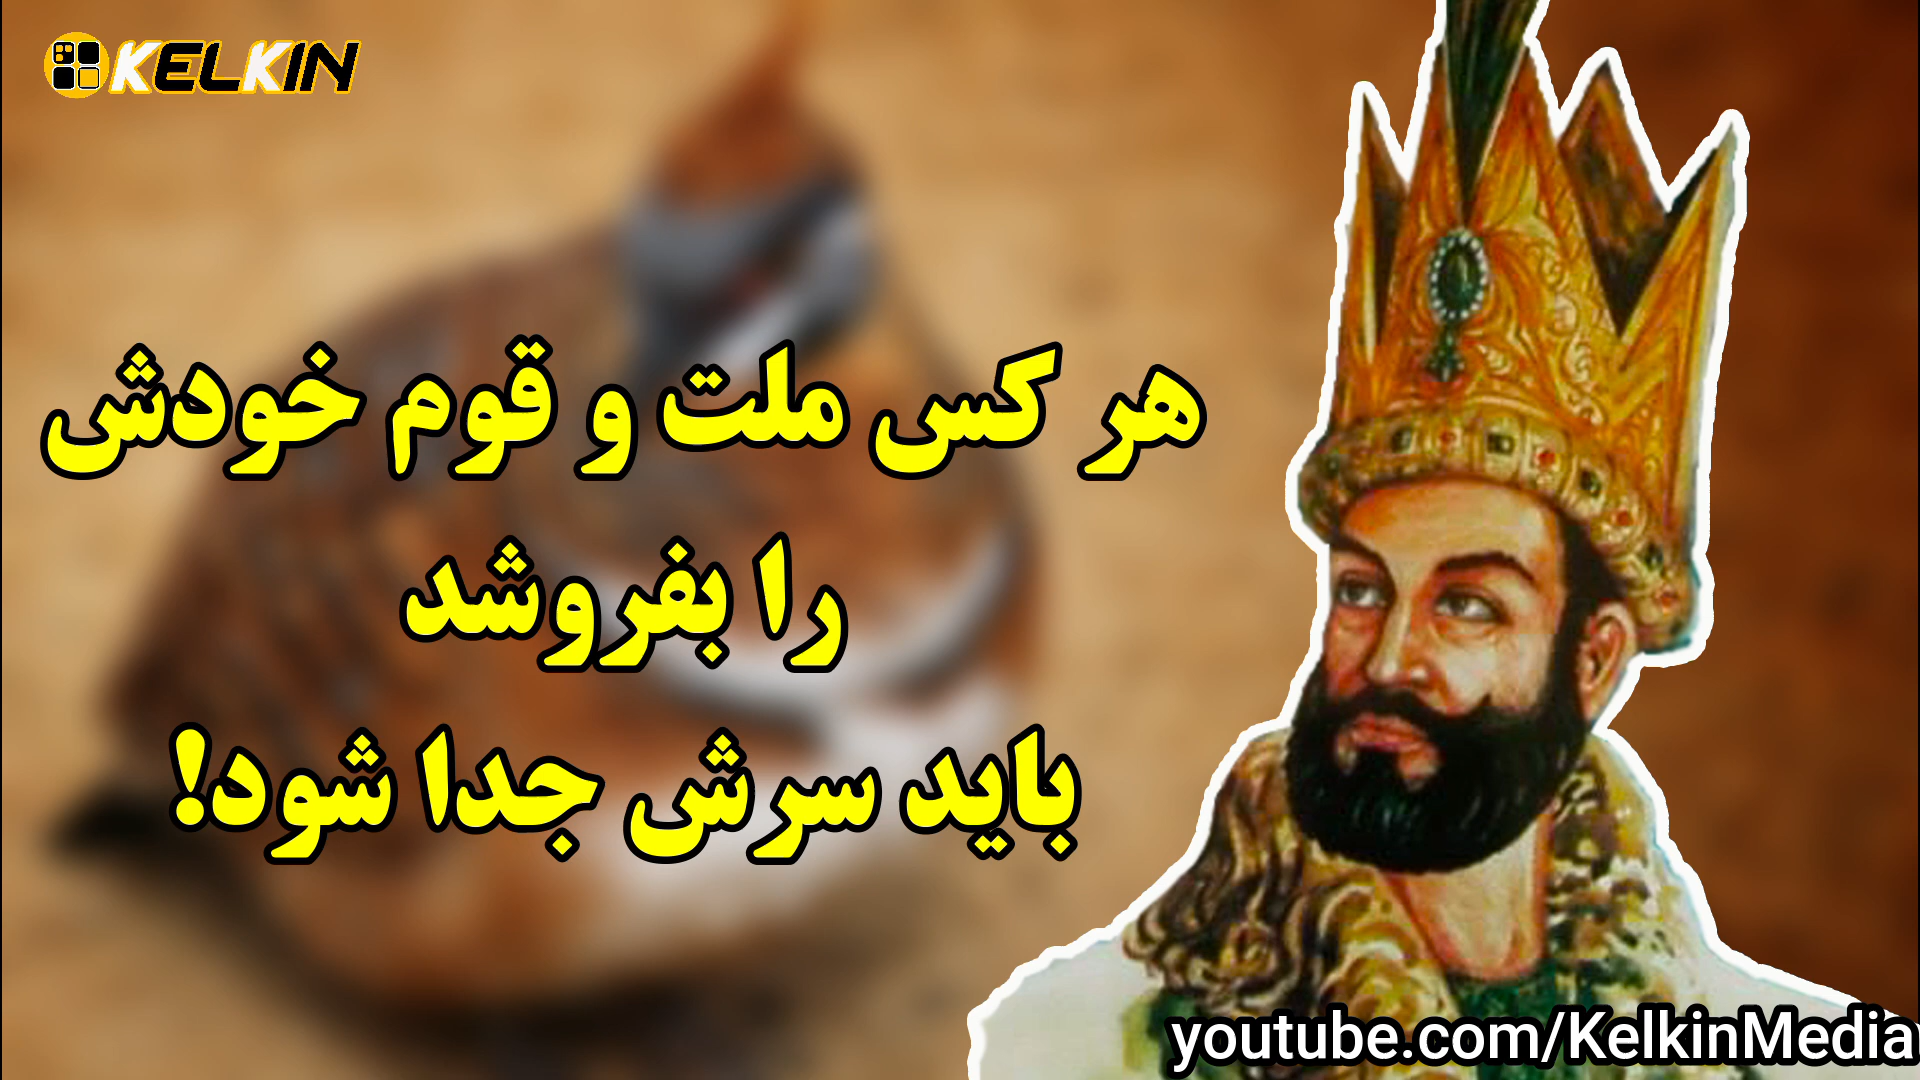 KELKIN
هر کس ملت و قوم خودش
را بفروشد
باید سرش جدا شود!
youtube.com/KelkinMedia